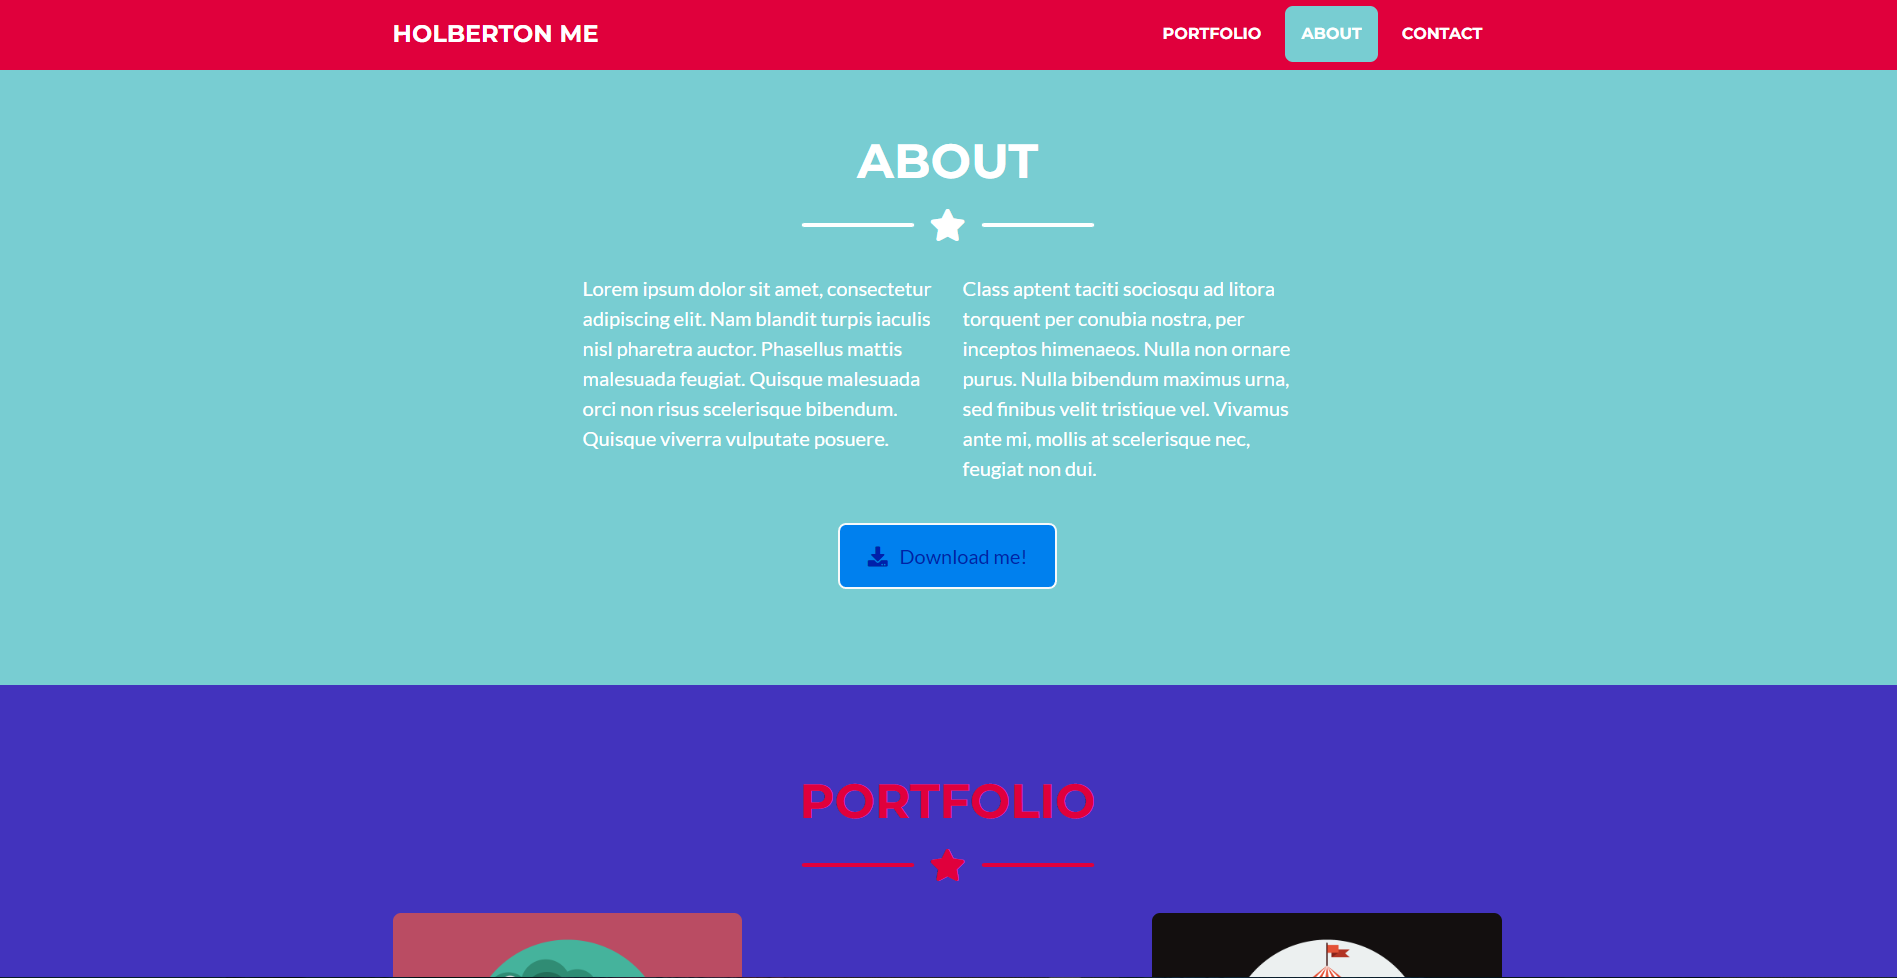 HOLBERTON ME
PORTFOLIO
ABOUT
CONTACT
ABOUT
Lorem ipsum dolor sit amet, consectetur
adipiscing elit. Nam blandit turpis iaculis
nisl pharetra auctor. Phasellus mattis
malesuada feugiat. Quisque malesuada
orci non risus scelerisque bibendum.
Quisque viverra vulputate posuere.
Class aptent taciti sociosqu ad litora
torquent per conubia nostra, per
inceptos himenaeos. Nulla non ornare
purus. Nulla bibendum maximus urna,
sed finibus velit tristique vel. Vivamus
ante mi, mollis at scelerisque nec,
feugiat non dui.
Download me!
PORTFOLIO